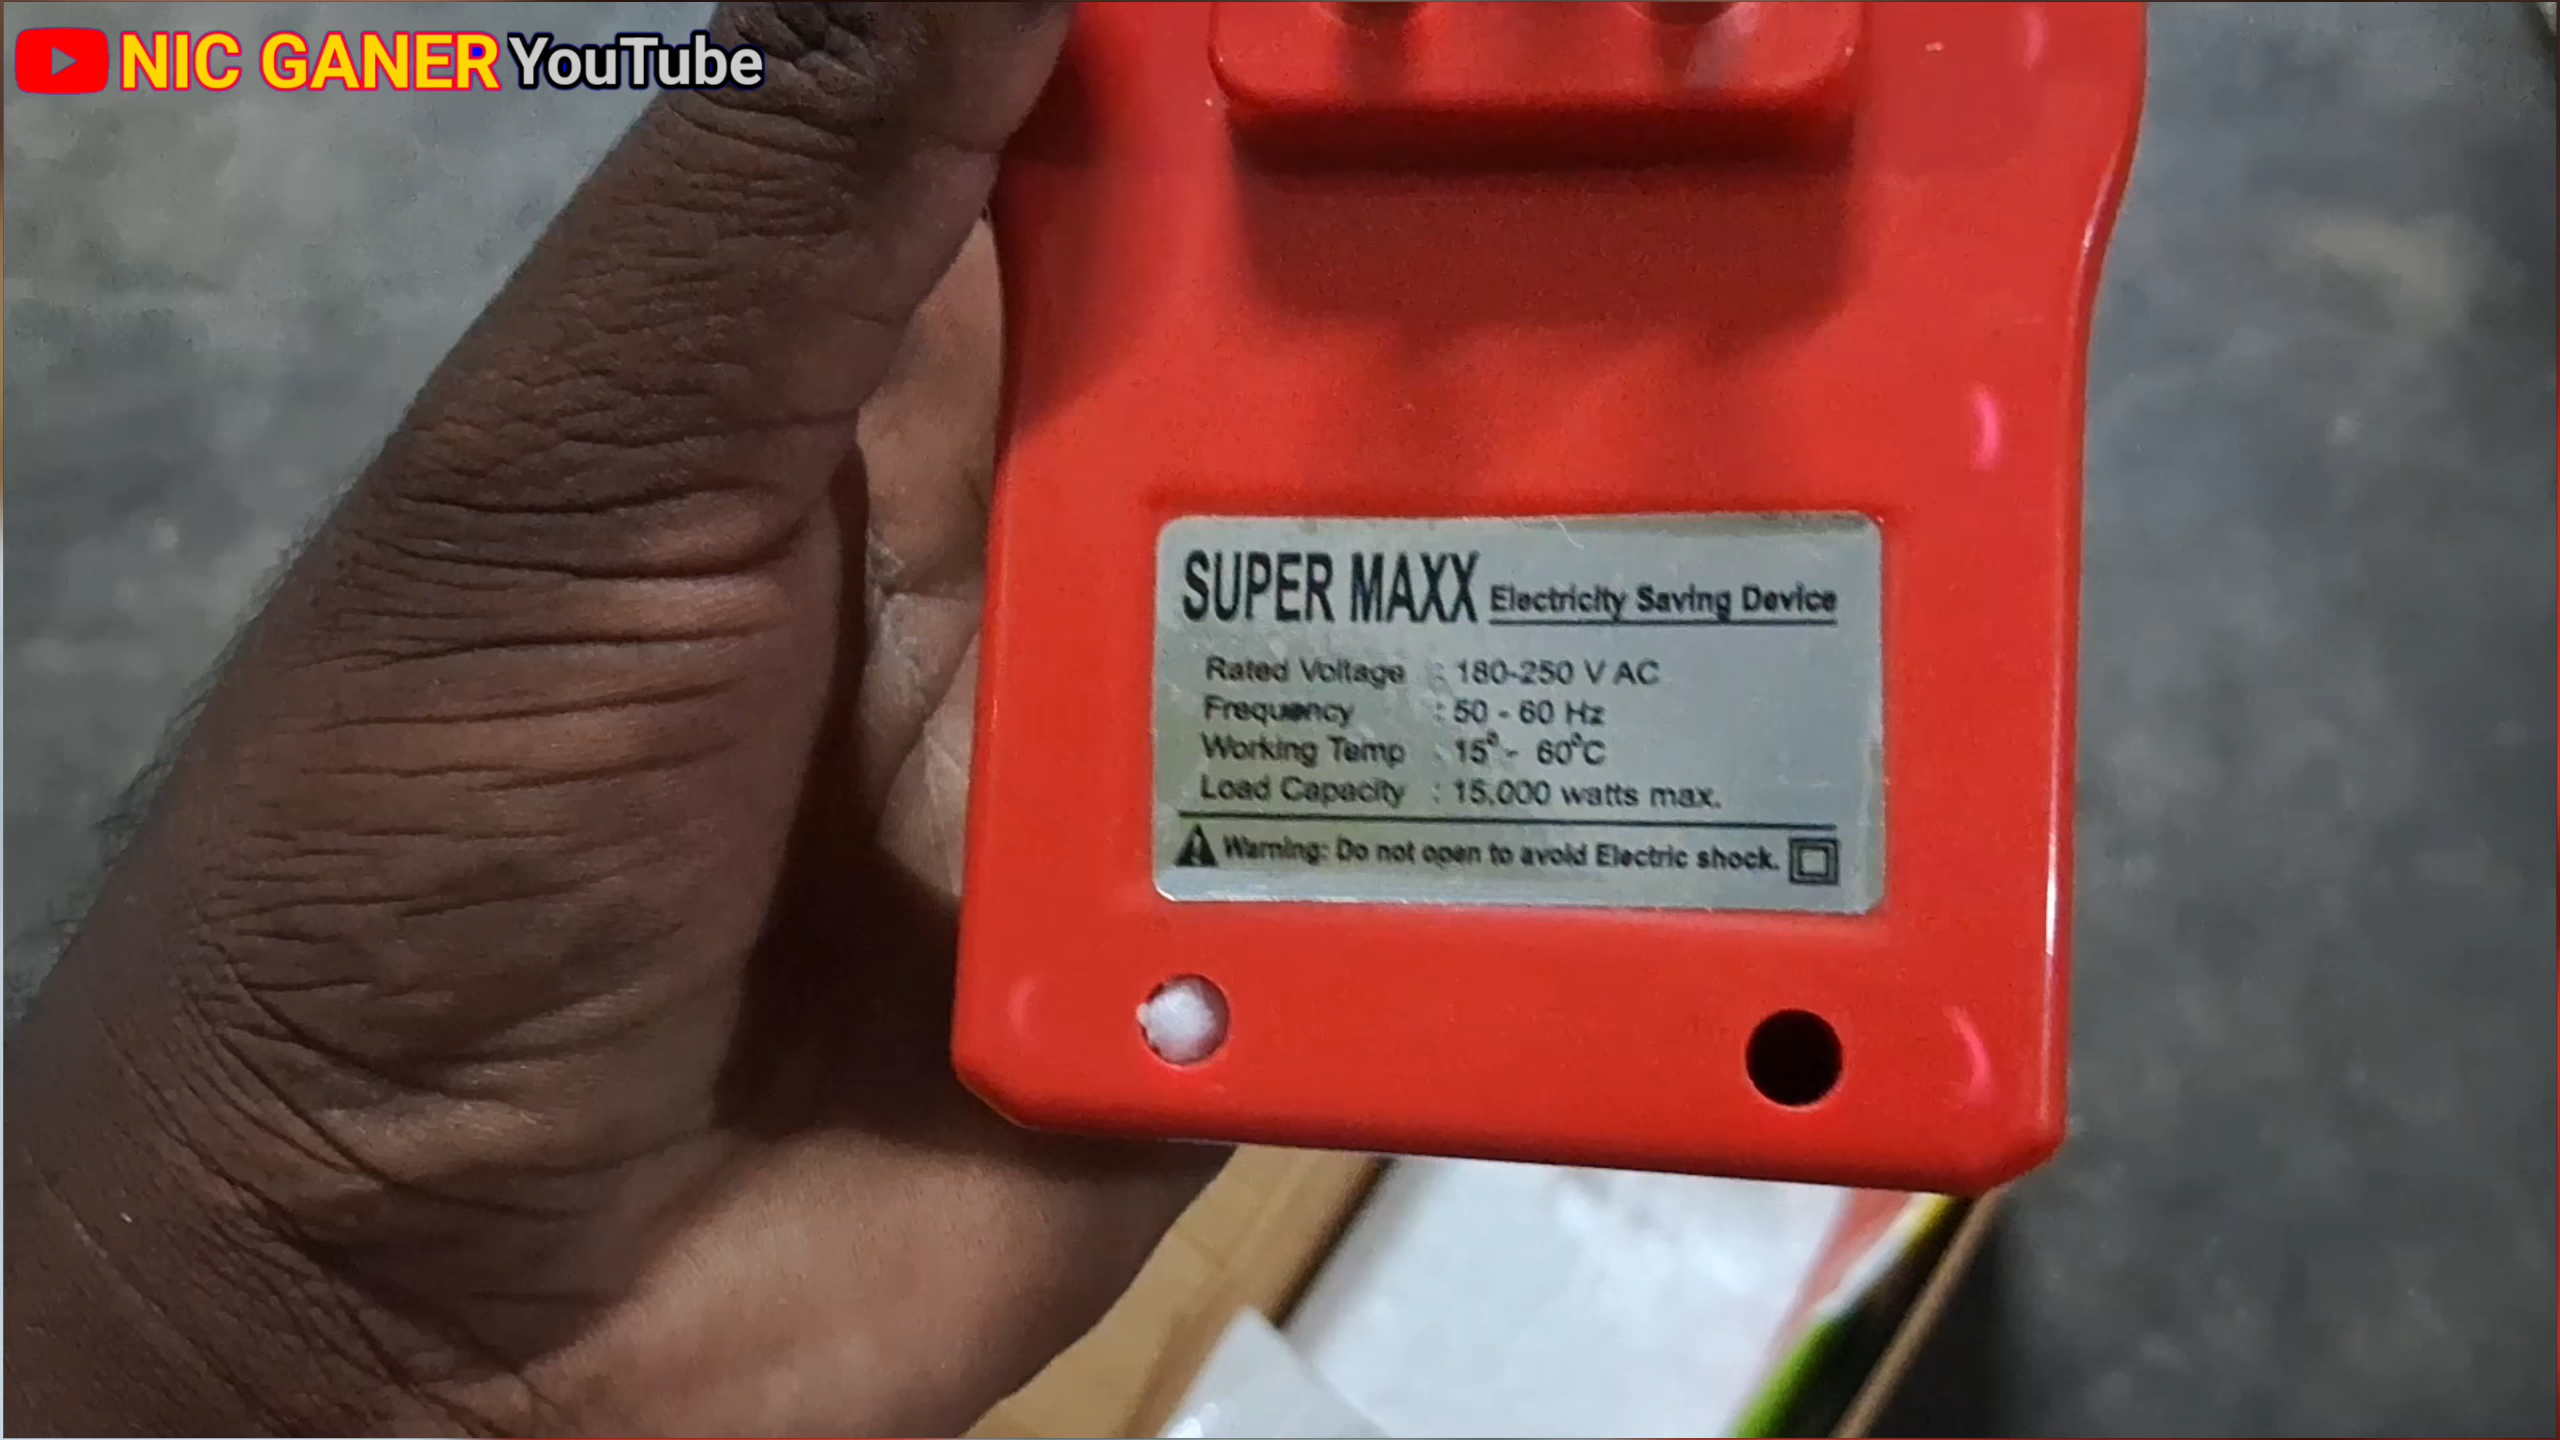 NIC GANER YouTube
SUPER MAXX Electricity Saving Device
Rated Voltage : 180-250 V AC
Frequency : 50 - 60 Hz
Working Temp : 15° - 60°C
Load Capacity : 15,000 watts max.
Warning: Do not open to avoid Electric shock.